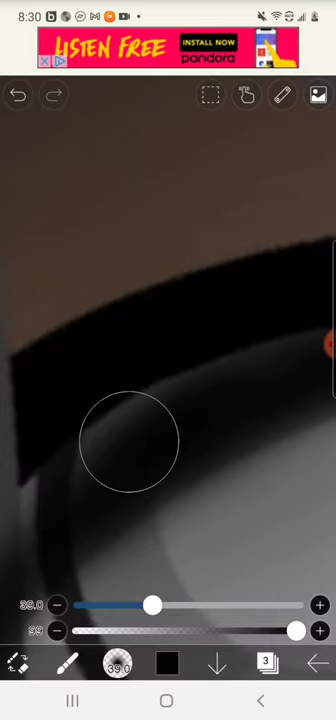 8:30
LISTEN FREE
INSTALL NOW
pandora
39.0
99
39.0
3